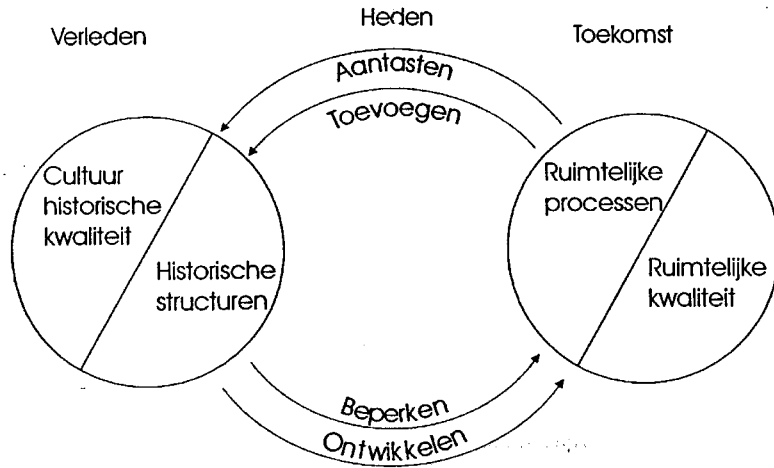 Verleden
Heden
Toekomst
Aantasten
Toevoegen
Cultuur
historische
kwaliteit
Historische
structuren
Ruimtelijke
processen
Ruimtelijke
kwaliteit
Beperken
Ontwikkelen